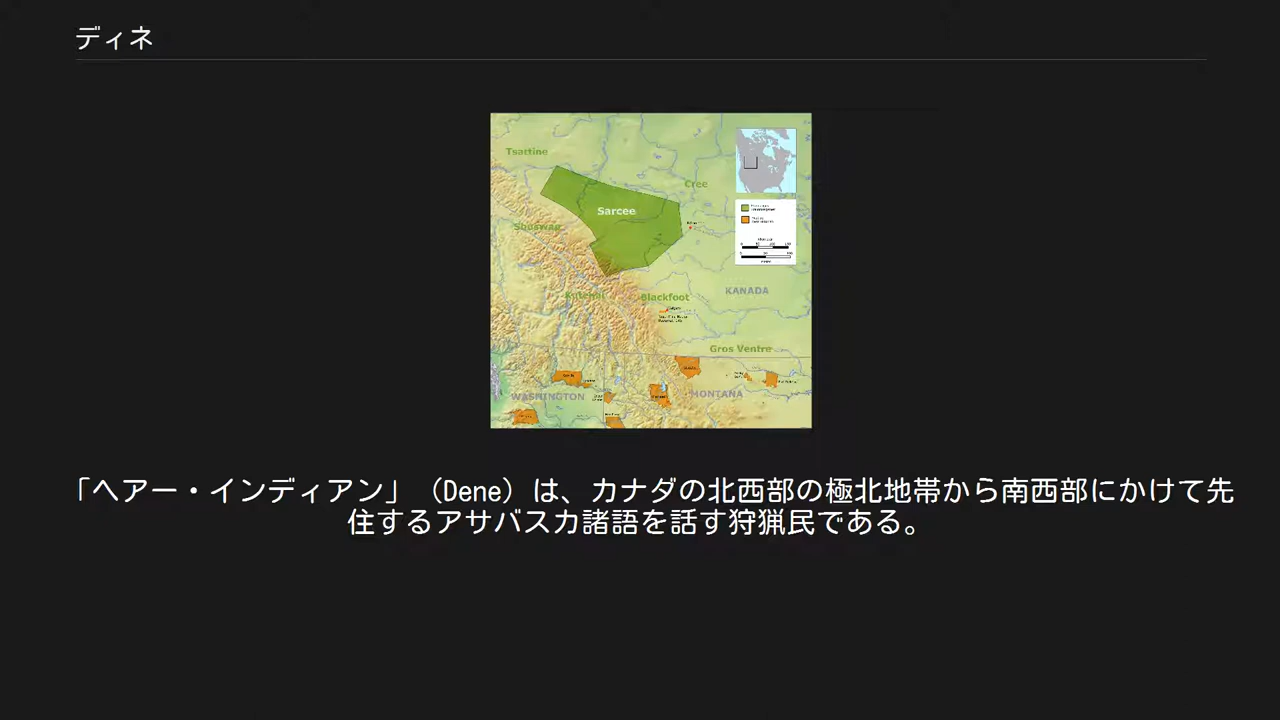 ディネ
Tsattine
Cree
Sarcee
Shuswap
Kutenai
Blackfoot
KANADA
Gros Ventre
WASHINGTON
MONTANA
「ヘアー・インディアン」（Dene）は、カナダの北西部の極北地帯から南西部にかけて先
住するアサバスカ諸語を話す狩猟民である。